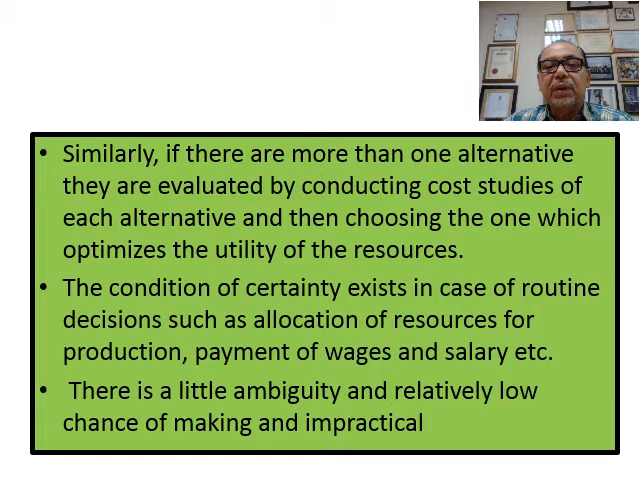 • Similarly, if there are more than one alternative
they are evaluated by conducting cost studies of
each alternative and then choosing the one which
optimizes the utility of the resources.
• The condition of certainty exists in case of routine
decisions such as allocation of resources for
production, payment of wages and salary etc.
• There is a little ambiguity and relatively low
chance of making and impractical